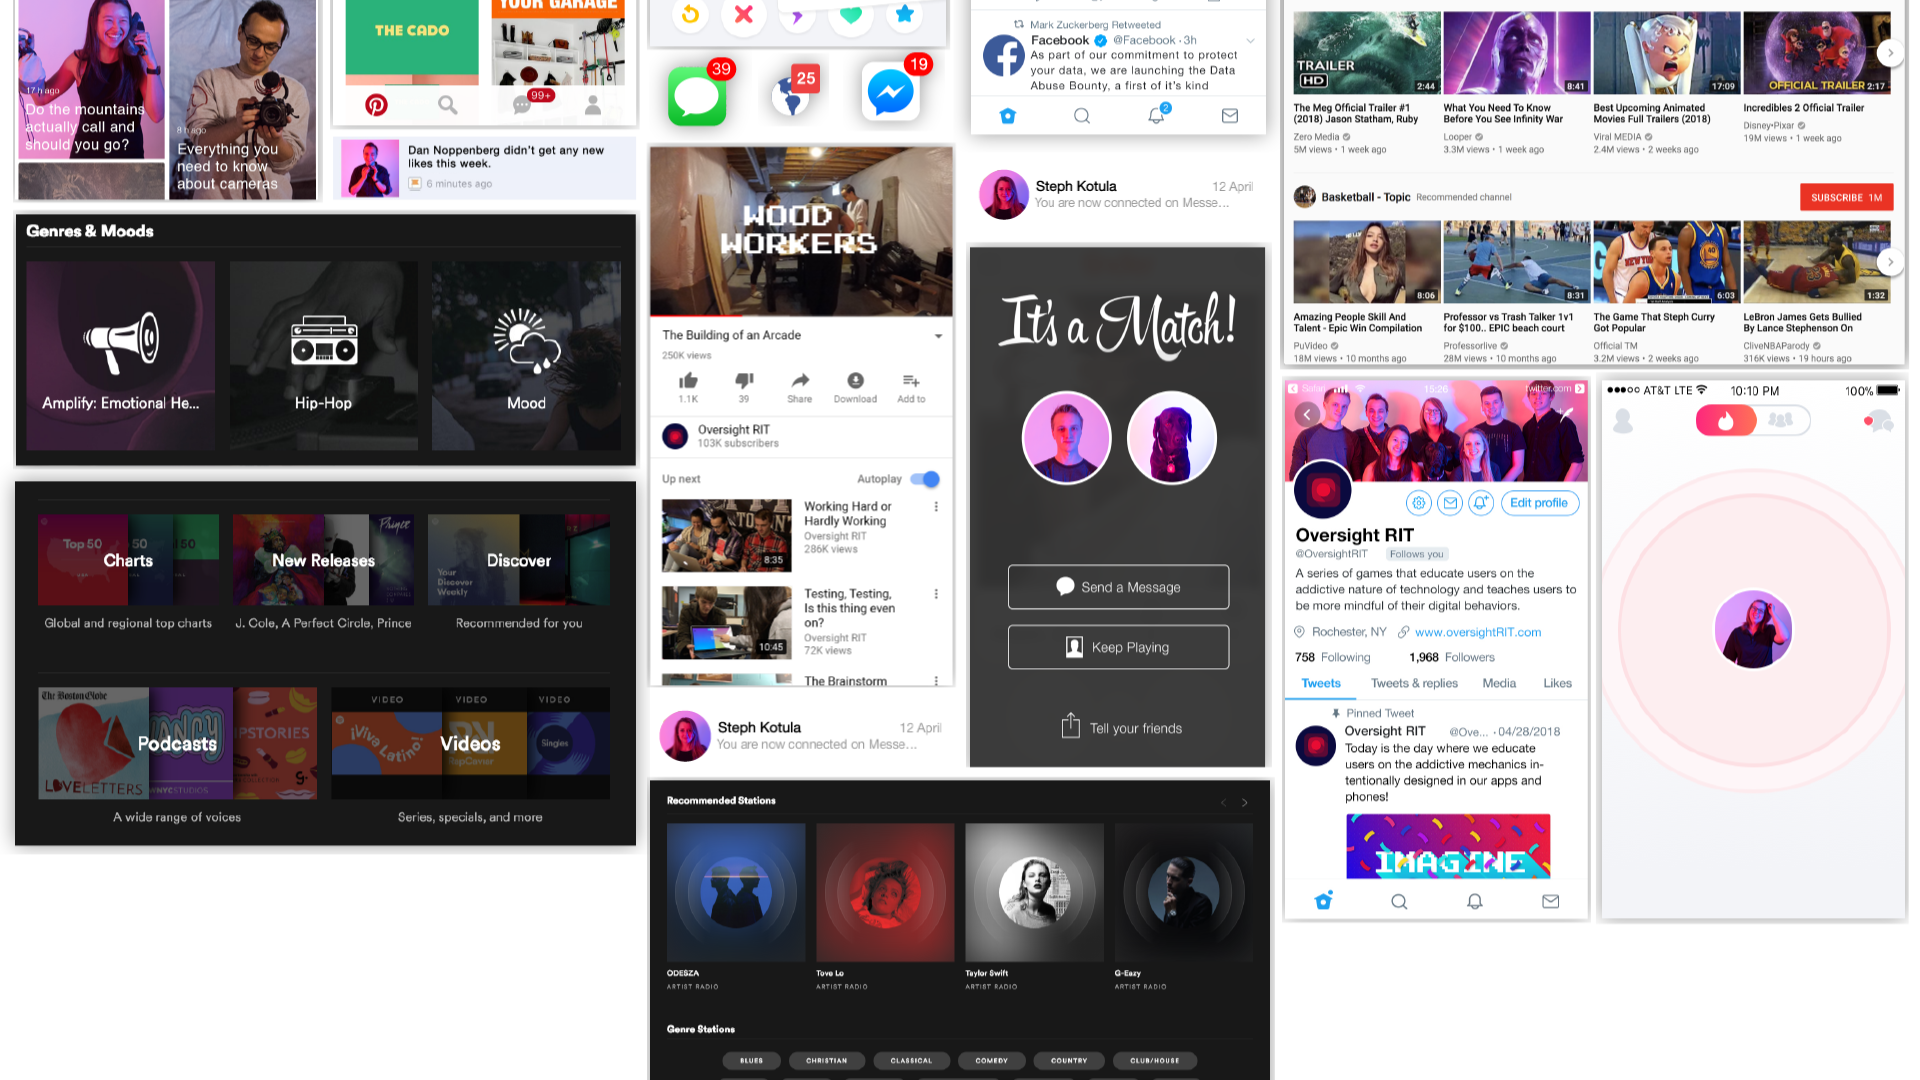 17 h ago
Do the mountains
actually call and
should you go?
8 h ago
Everything you
need to know
about cameras
THE CADO
YOUR GARAGE
99+
Dan Noppenberg didn't get any new
likes this week.
6 minutes ago
Genres & Moods
Amplify: Emotional He...
Hip-Hop
Mood
Top 50
50
50
Charts
Global and regional top charts
Prince
New Releases
J. Cole, A Perfect Circle, Prince
Your
Discover
Weekly
Discover
Recommended for you
The Boston Globe
LOVELETTERS
WNYCSTUDIOS
Podcasts
A wide range of voices
VIDEO
VIDEO
VIDEO
¡Viva Latino!
RapCaviar
Singles
Videos
Series, specials, and more
39
25
19
WOOD
WORKERS
The Building of an Arcade
250K views
1.1K
39
Share
Download
Add to
Oversight RIT
103K subscribers
Up next
Autoplay
8:35
Working Hard or
Hardly Working
Oversight RIT
286K views
10:45
Testing, Testing,
Is this thing even
on?
Oversight RIT
72K views
The Brainstorm
Steph Kotula
12 April
You are now connected on Messe...
Mark Zuckerberg Retweeted
Facebook @Facebook · 3h
As part of our commitment to protect
your data, we are launching the Data
Abuse Bounty, a first of it's kind
2
Steph Kotula
12 April
You are now connected on Messe...
It's a Match!
Send a Message
Keep Playing
Tell your friends
Recommended Stations
ODESZA
ARTIST RADIO
Tove Lo
ARTIST RADIO
Taylor Swift
ARTIST RADIO
G-Eazy
ARTIST RADIO
Genre Stations
BLUES
CHRISTIAN
CLASSICAL
COMEDY
COUNTRY
CLUB/HOUSE
TRAILER
HD
2:44
The Meg Official Trailer #1
(2018) Jason Statham, Ruby
Zero Media
5M views • 1 week ago
8:41
What You Need To Know
Before You See Infinity War
Looper
3.3M views • 1 week ago
17:09
Best Upcoming Animated
Movies Full Trailers (2018)
Viral MEDIA
2.4M views • 2 weeks ago
OFFICIAL TRAILER 2:17
Incredibles 2 Official Trailer
Disney•Pixar
19M views • 1 week ago
Basketball - Topic Recommended channel
SUBSCRIBE 1M
8:06
Amazing People Skill And
Talent - Epic Win Compilation
PuVideo
18M views • 10 months ago
8:31
Professor vs Trash Talker 1v1
for $100.. EPIC beach court
Professorlive
28M views • 10 months ago
6:03
The Game That Steph Curry
Got Popular
Official TM
3.2M views • 2 weeks ago
1:32
LeBron James Gets Bullied
By Lance Stephenson On
CliveNBAParody
316K views • 19 hours ago
Safari
15:26
twitter.com
Edit profile
Oversight RIT
@OversightRIT Follows you
A series of games that educate users on the
addictive nature of technology and teaches users to
be more mindful of their digital behaviors.
Rochester, NY www.oversightRIT.com
758 Following 1,968 Followers
Tweets Tweets & replies Media Likes
Pinned Tweet
Oversight RIT @Ove... · 04/28/2018
Today is the day where we educate
users on the addictive mechanics in-
tentionally designed in our apps and
phones!
IMAGINE
AT&T LTE 10:10 PM 100%